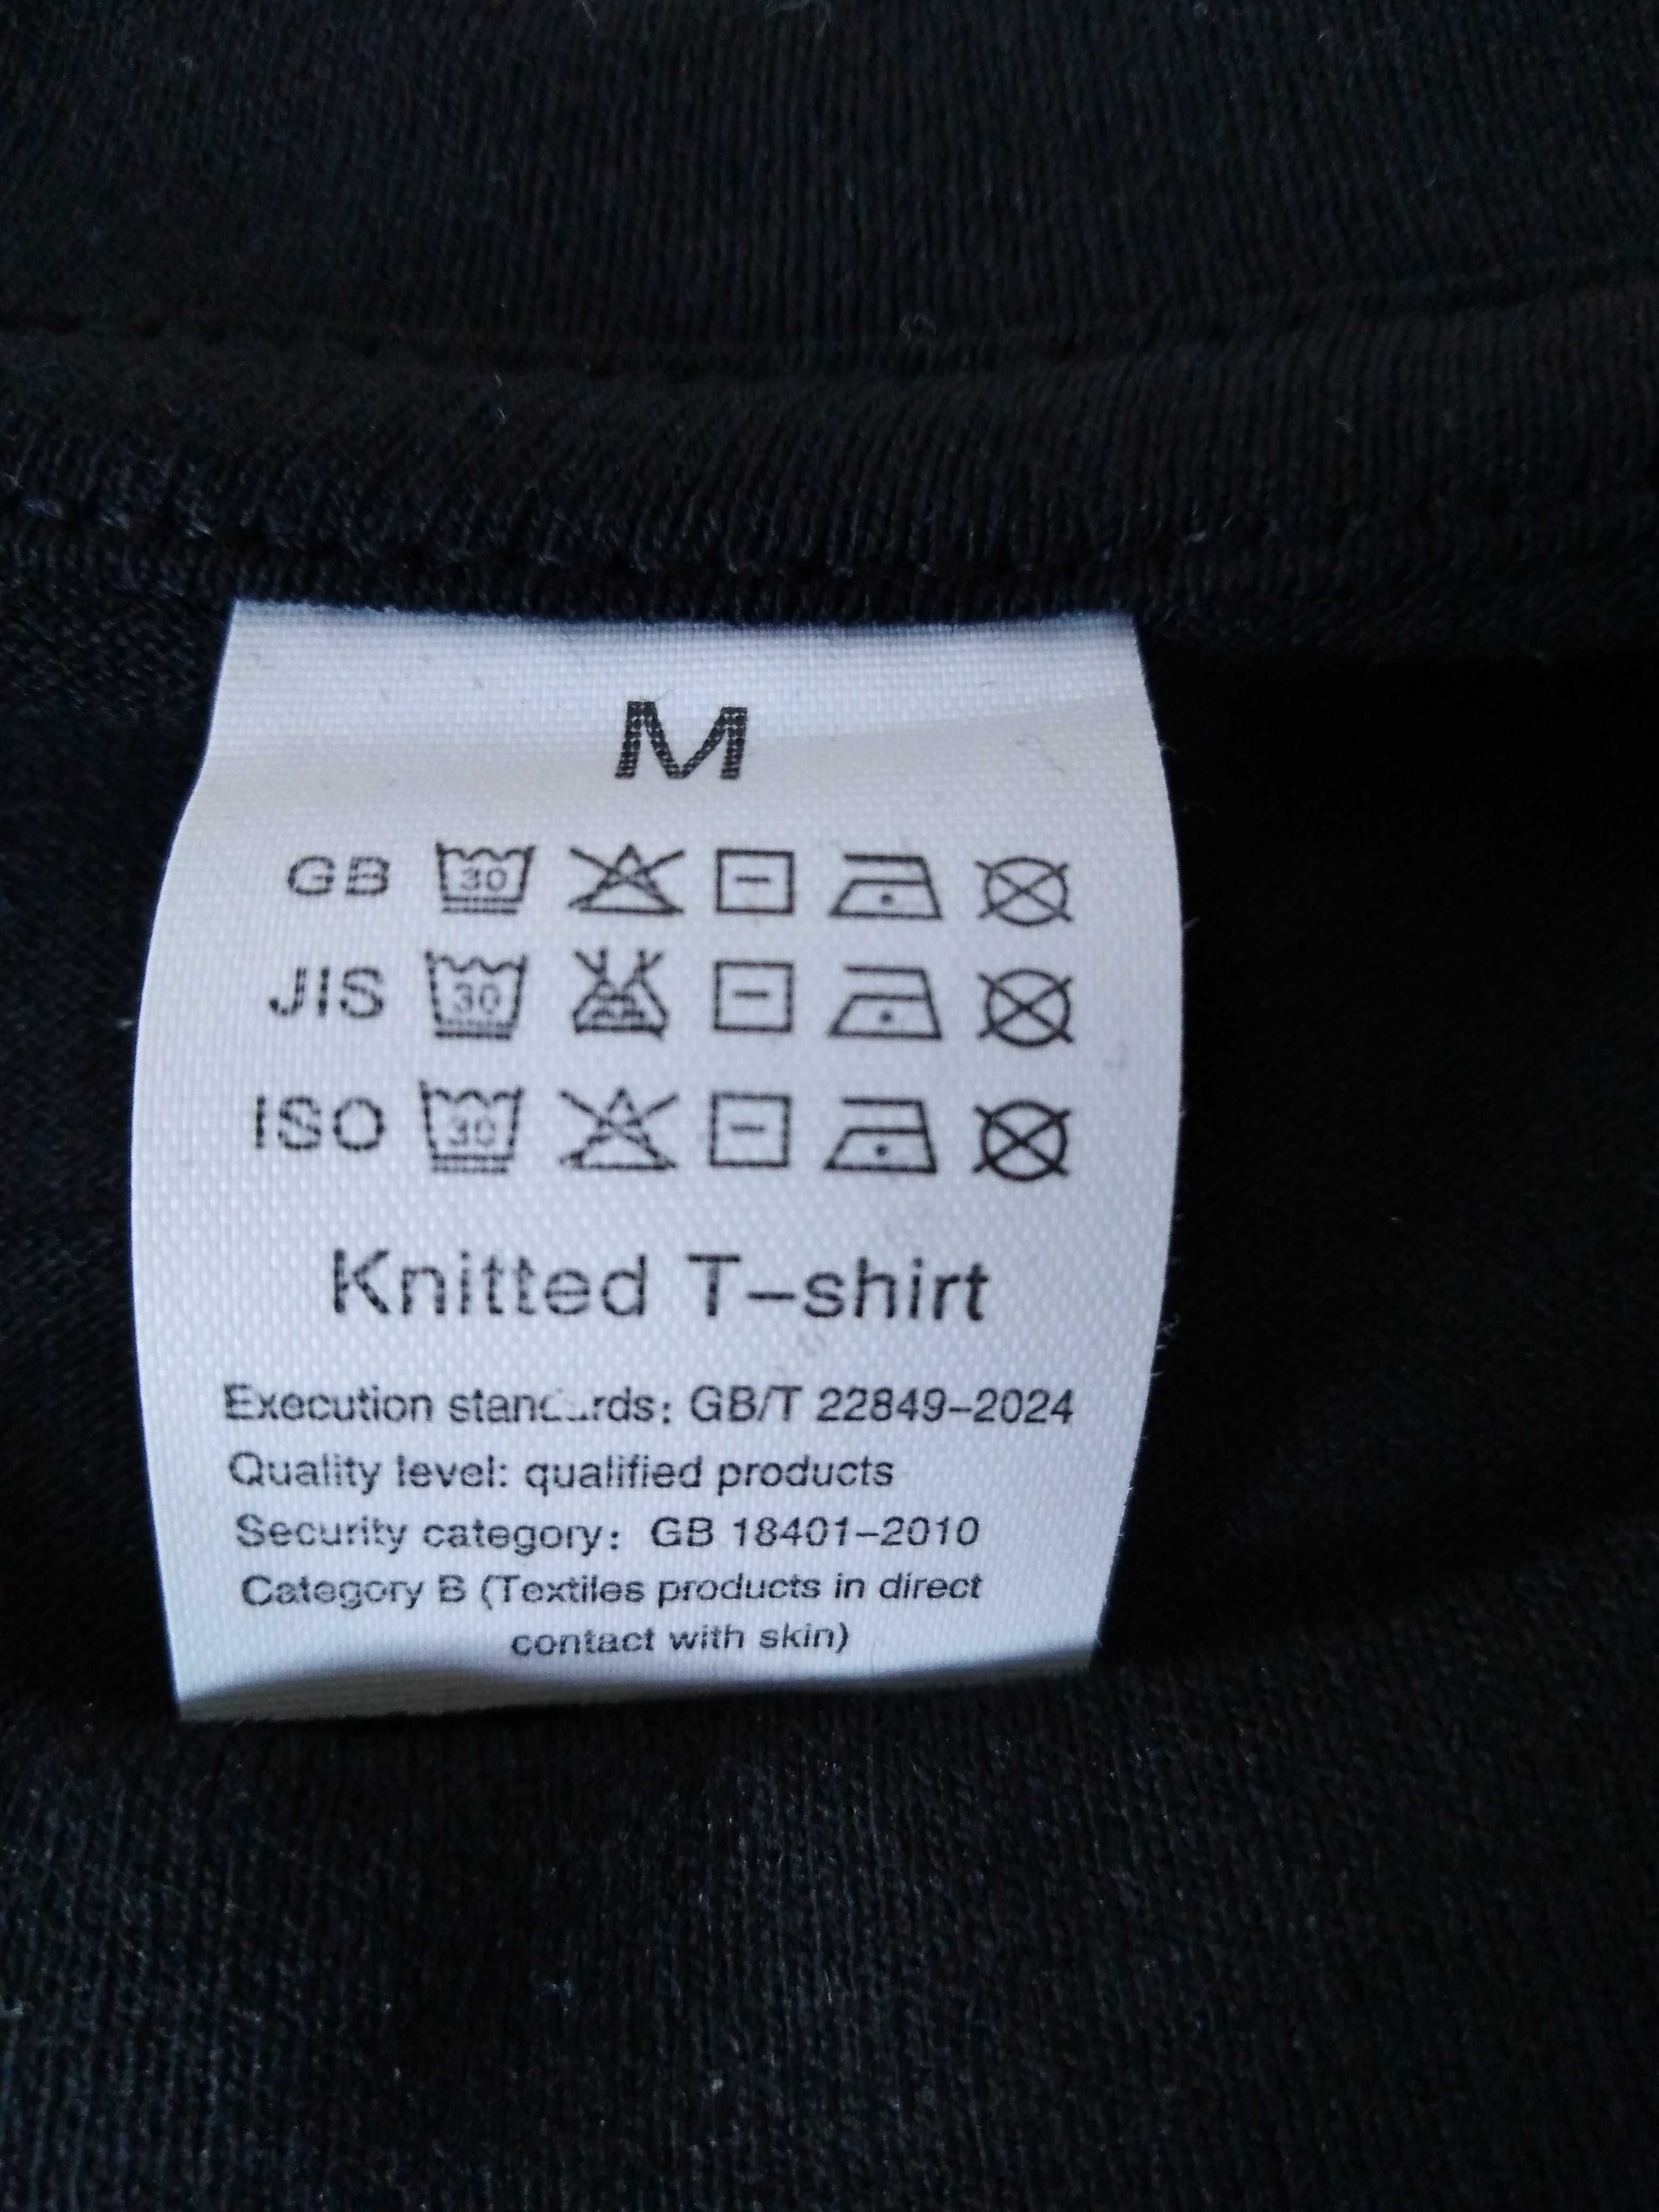 M
GB 30
JIS 30
ISO 30
Knitted T-shirt
Execution standards: GB/T 22849-2024
Quality level: qualified products
Security category: GB 18401-2010
Category B (Textiles products in direct
contact with skin)